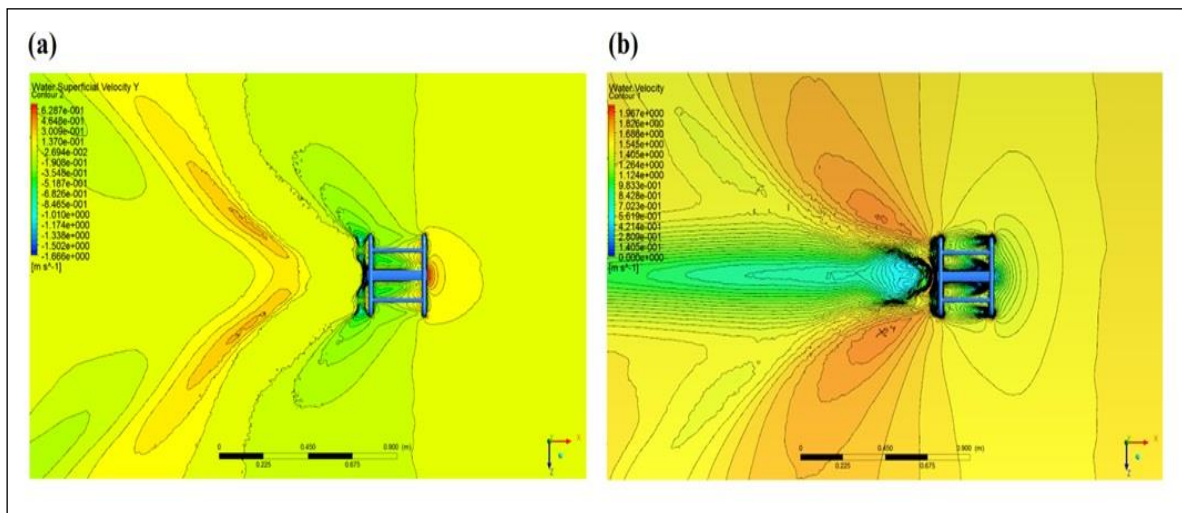 (a)
Water Superficial Velocity Y
Contour 2
6.287e-001
4.648e-001
3.009e-001
1.370e-001
-2.694e-002
-1.908e-001
-3.548e-001
-5.187e-001
-6.826e-001
-8.465e-001
-1.010e+000
-1.174e+000
-1.338e+000
-1.502e+000
-1.666e+000
[m s^-1]
0 0.450 0.900 (m)
0.225 0.675
X
Z
(b)
Water.Velocity
Contour 1
1.967e+000
1.826e+000
1.686e+000
1.545e+000
1.405e+000
1.264e+000
1.124e+000
9.833e-001
8.428e-001
7.023e-001
5.619e-001
4.214e-001
2.809e-001
1.405e-001
0.000e+000
[m s^-1]
0 0.450 0.900 (m)
0.225 0.675
X
Z